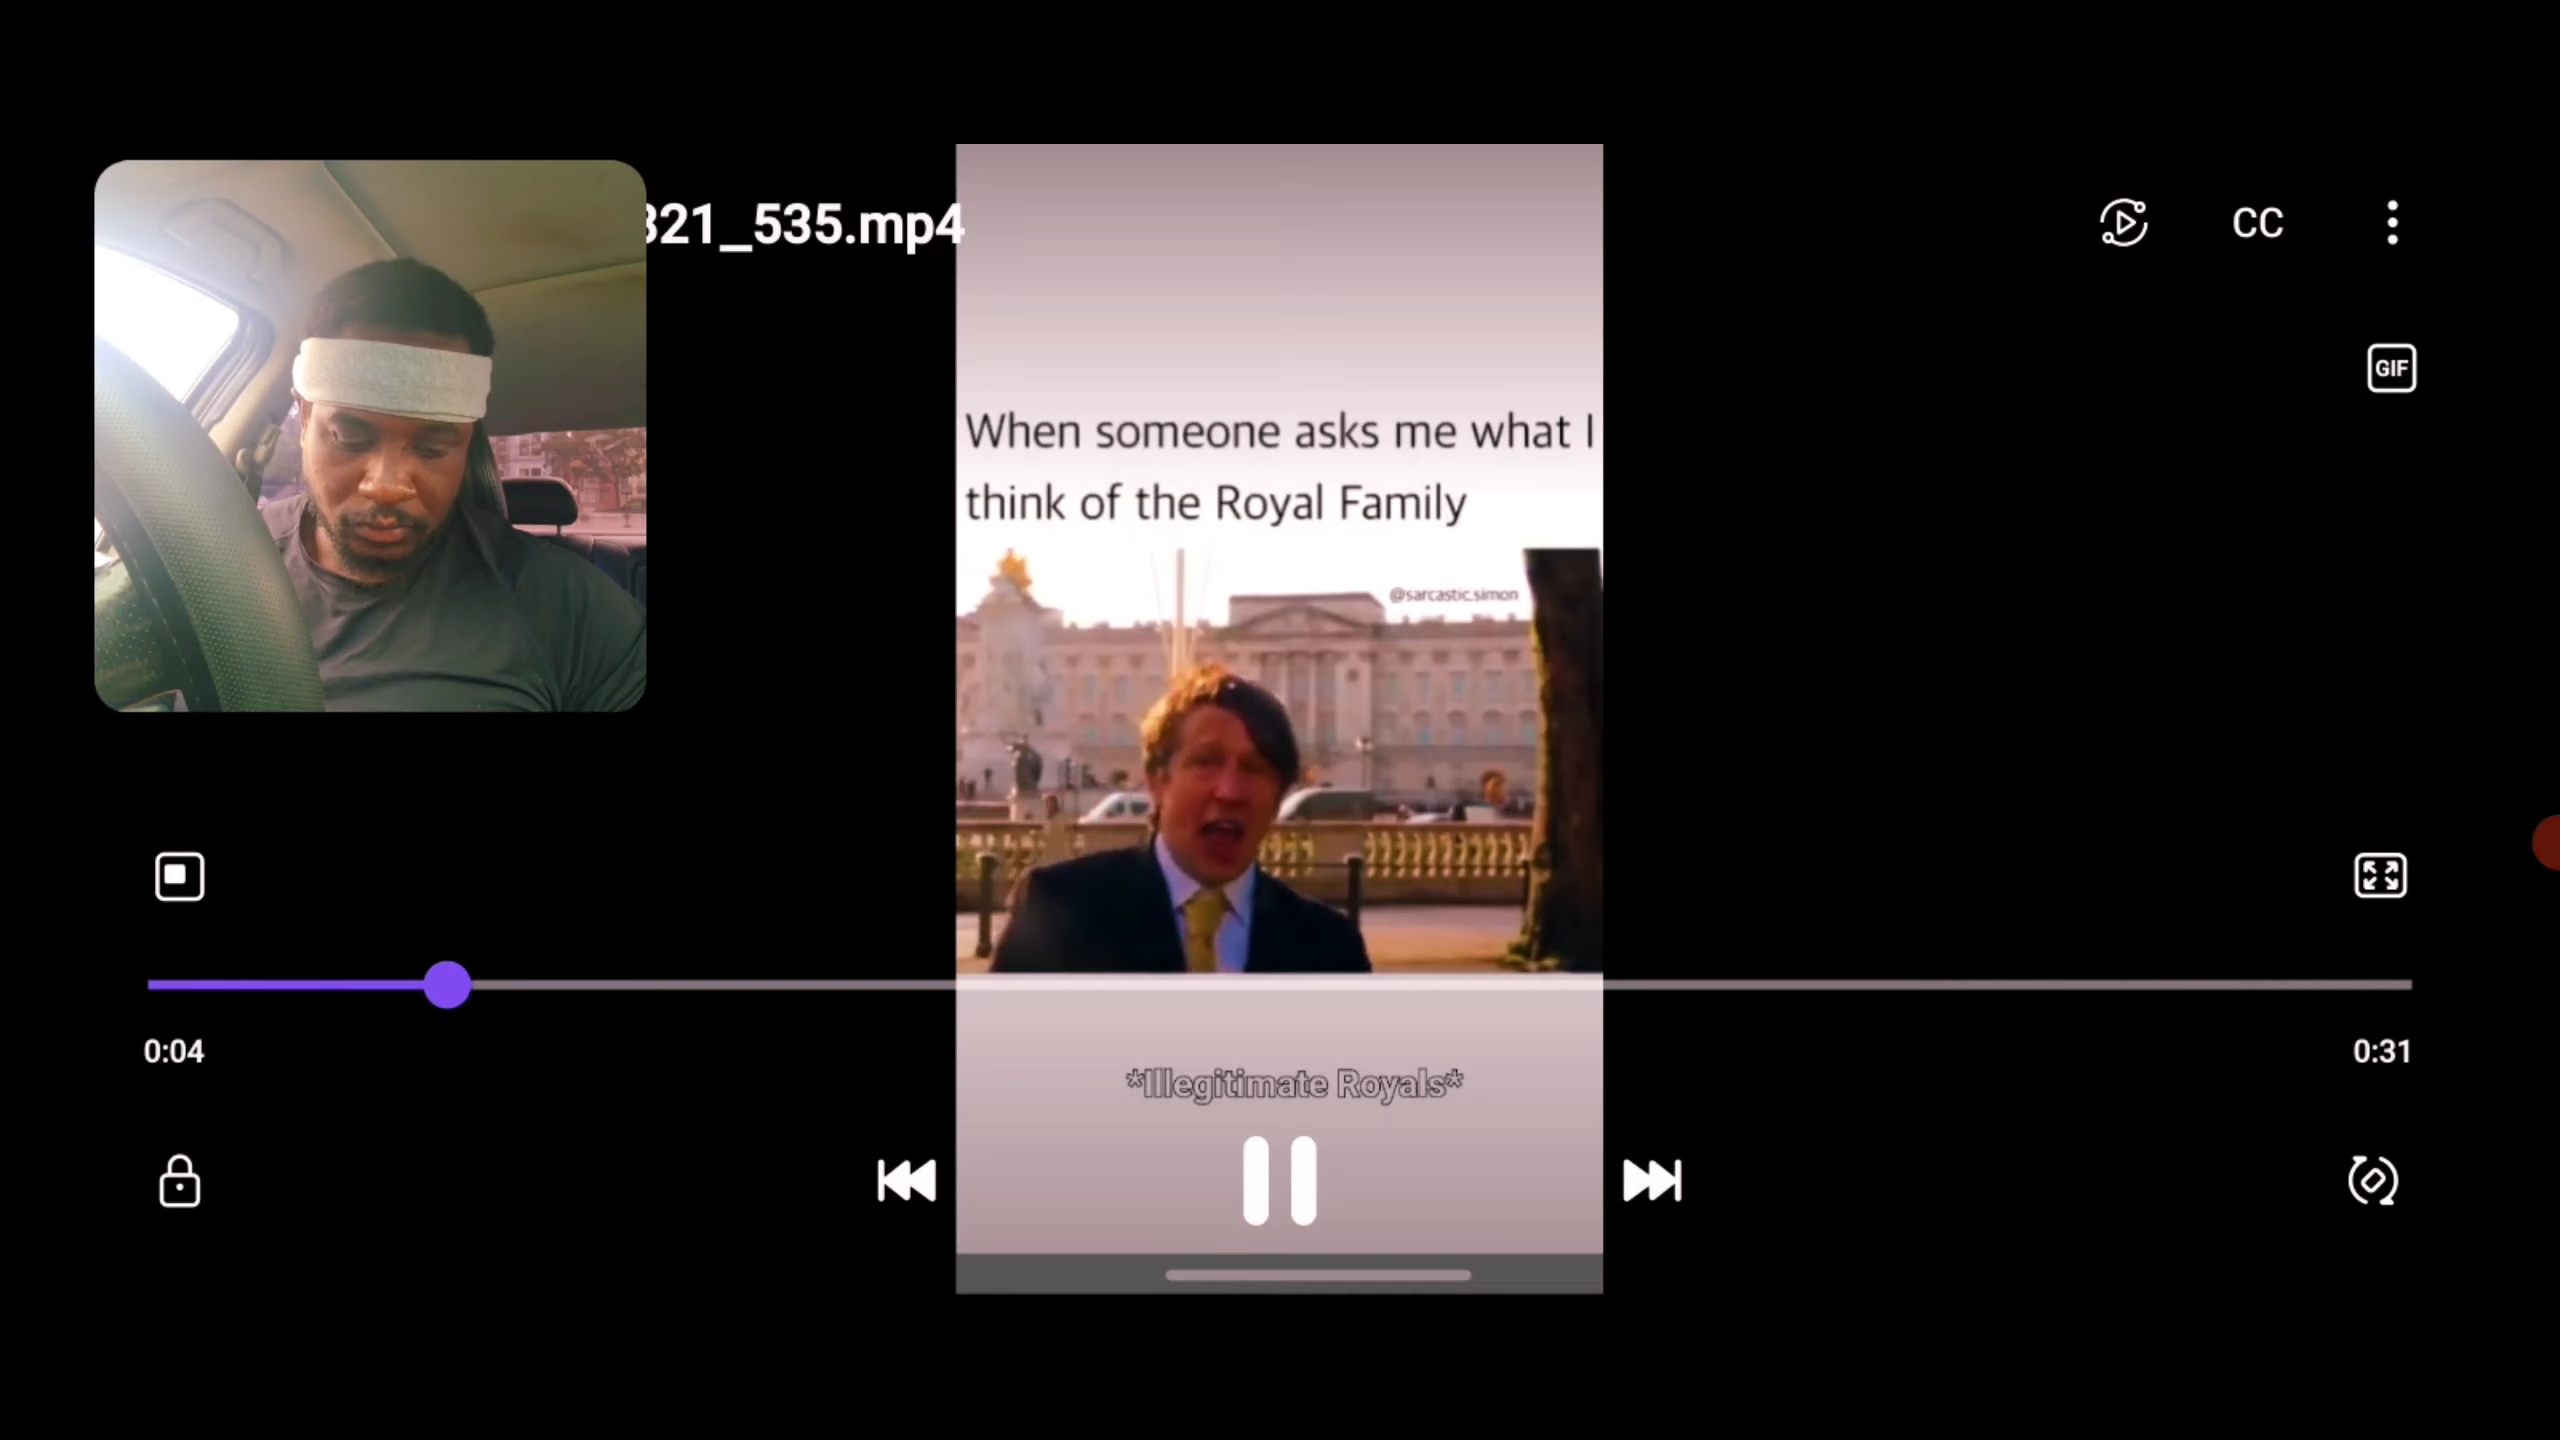 321_535.mp4
CC
GIF
When someone asks me what I
think of the Royal Family
@sarcastic.simon
0:04
0:31
*Illegitimate Royals*